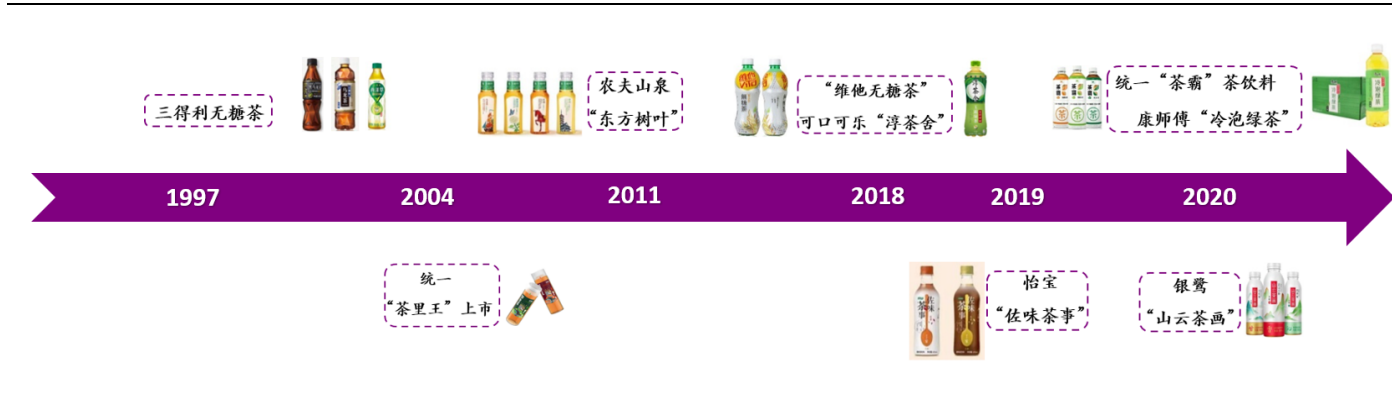 三得利无糖茶
农夫山泉
“东方树叶”
“维他无糖茶”
可口可乐“淳茶舍”
统一“茶霸”茶饮料
康师傅“冷泡绿茶”
1997
2004
2011
2018
2019
2020
统一
“茶里王”上市
怡宝
“佐味茶事”
银鹭
“山云茶画”